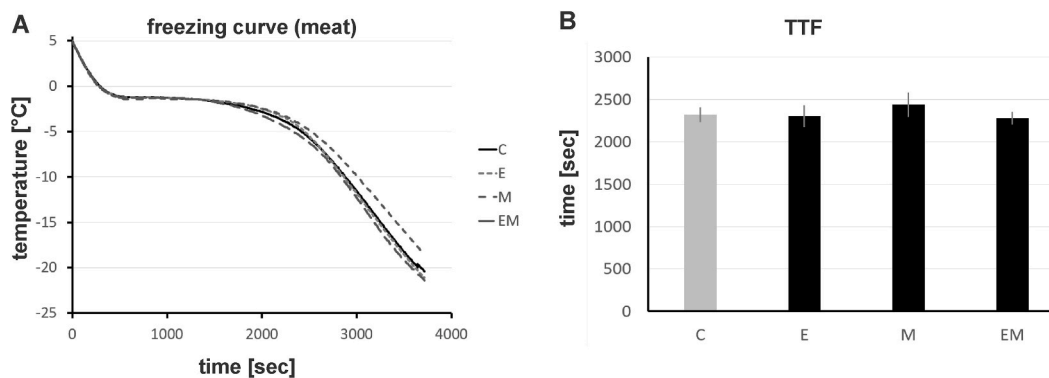 A
freezing curve (meat)
temperature [°C]
5
0
-5
-10
-15
-20
-25
0
1000
2000
3000
4000
time [sec]
C
E
M
EM
B
TTF
time [sec]
3000
2500
2000
1500
1000
500
0
C
E
M
EM